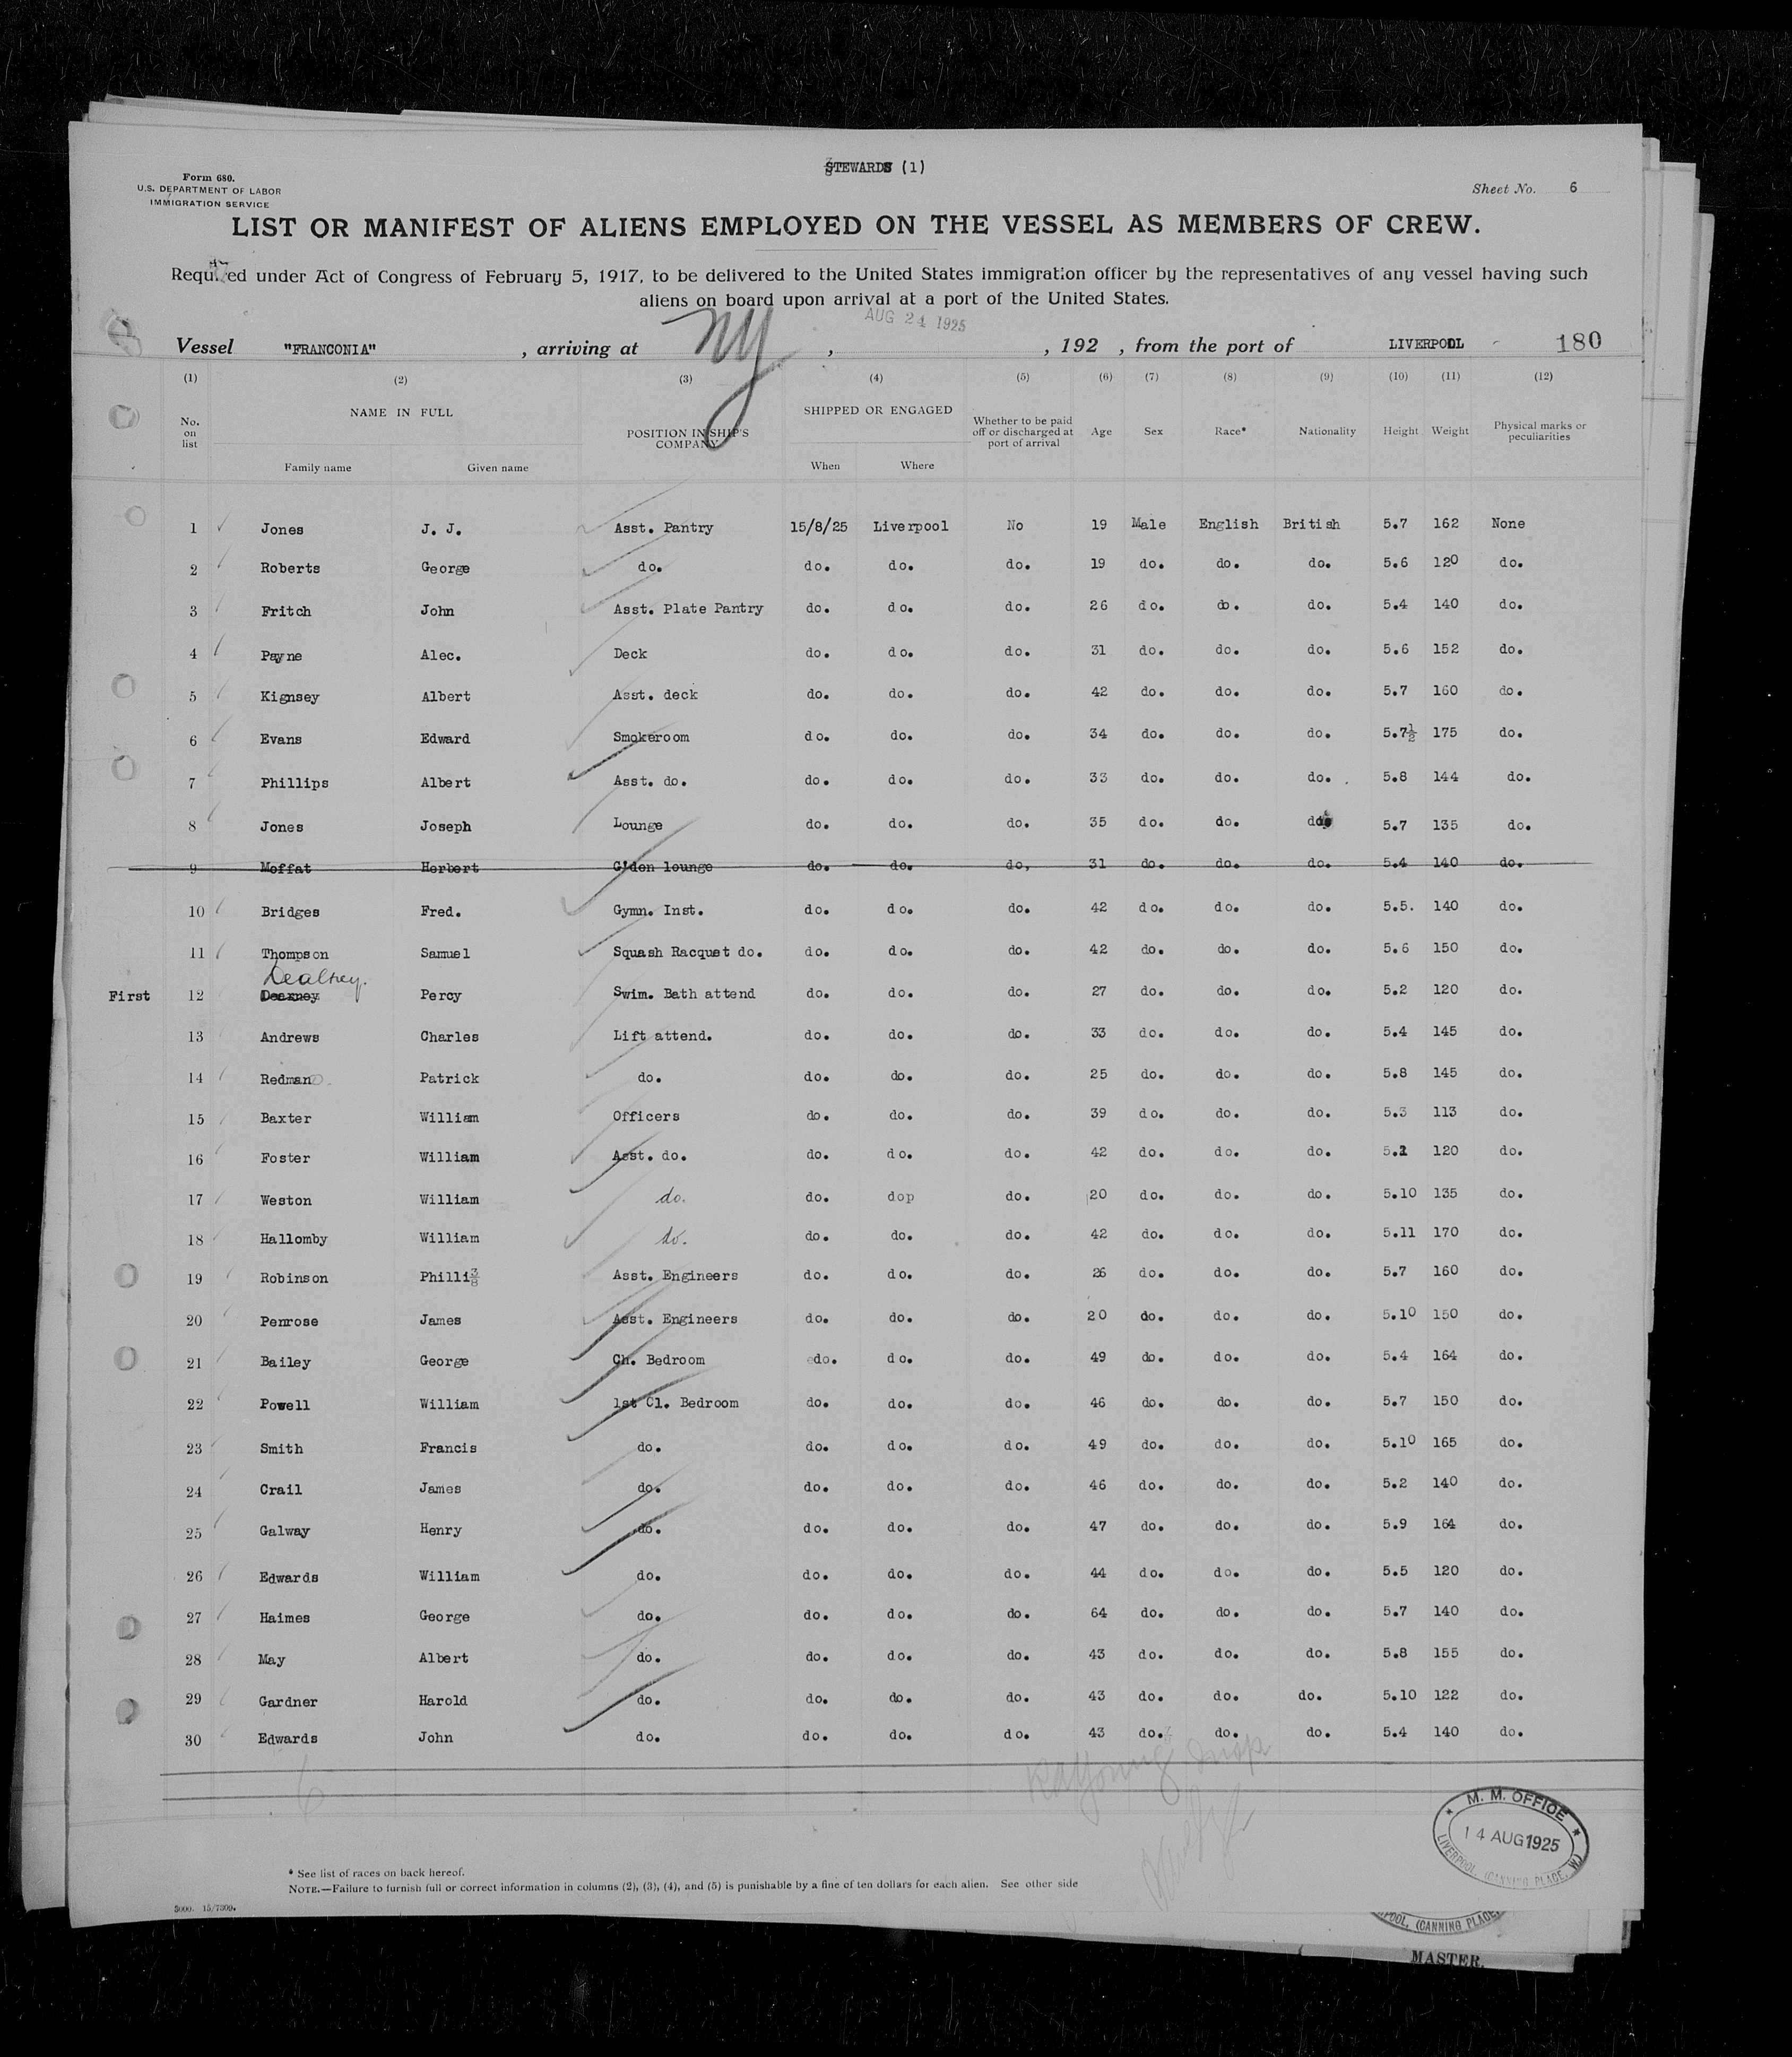 STEWARDS (1)
Form 680.
U.S. DEPARTMENT OF LABOR
IMMIGRATION SERVICE
Sheet No. 6
LIST OR MANIFEST OF ALIENS EMPLOYED ON THE VESSEL AS MEMBERS OF CREW.
Required under Act of Congress of February 5, 1917, to be delivered to the United States immigration officer by the representatives of any vessel having such
aliens on board upon arrival at a port of the United States.
AUG 24 1925
Vessel "FRANCONIA" , arriving at NY , , 192 , from the port of LIVERPOOL 180
(1) (2) (3) (4) (5) (6) (7) (8) (9) (10) (11) (12)
No. on list NAME IN FULL POSITION IN SHIP'S COMPANY SHIPPED OR ENGAGED Whether to be paid off or discharged at port of arrival Age Sex Race* Nationality Height Weight Physical marks or peculiarities
Family name Given name When Where
1 Jones J. J. Asst. Pantry 15/8/25 Liverpool No 19 Male English British 5.7 162 None
2 Roberts George do. do. do. do. 19 do. do. do. 5.6 120 do.
3 Fritch John Asst. Plate Pantry do. do. do. 26 do. do. do. 5.4 140 do.
4 Payne Alec. Deck do. do. do. 31 do. do. do. 5.6 152 do.
5 Kignsey Albert Asst. deck do. do. do. 42 do. do. do. 5.7 160 do.
6 Evans Edward Smokeroom do. do. do. 34 do. do. do. 5.7½ 175 do.
7 Phillips Albert Asst. do. do. do. do. 33 do. do. do. 5.8 144 do.
8 Jones Joseph Lounge do. do. do. 35 do. do. do. 5.7 135 do.
9 Moffat Herbert G'den lounge do. do. do, 31 do. do. do. 5.4 140 do.
10 Bridges Fred. Gymn. Inst. do. do. do. 42 do. do. do. 5.5. 140 do.
11 Thompson Samuel Squash Racquet do. do. do. do. 42 do. do. do. 5.6 150 do.
Dealtrey.
First 12 Percy Swim. Bath attend do. do. do. 27 do. do. do. 5.2 120 do.
13 Andrews Charles Lift attend. do. do. do. 33 do. do. do. 5.4 145 do.
14 Redman Patrick do. do. do. do. 25 do. do. do. 5.8 145 do.
15 Baxter William Officers do. do. do. 39 do. do. do. 5.3 113 do.
16 Foster William Asst. do. do. do. do. 42 do. do. do. 120 do.
17 Weston William do. do. dop do. 20 do. do. do. 5.10 135 do.
18 Hallomby William do. do. do. do. 42 do. do. do. 5.11 170 do.
19 Robinson Philli⅜ Asst. Engineers do. do. do. 26 do. do. do. 5.7 160 do.
20 Penrose James Asst. Engineers do. do. do. 20 do. do. do. 5.10 150 do.
21 Bailey George Ch. Bedroom do. do. do. 49 do. do. do. 5.4 164 do.
22 Powell William 1st Cl. Bedroom do. do. do. 46 do. do. do. 5.7 150 do.
23 Smith Francis do. do. do. do. 49 do. do. do. 5.10 165 do.
24 Crail James do. do. do. do. 46 do. do. do. 5.2 140 do.
25 Galway Henry do. do. do. do. 47 do. do. do. 5.9 164 do.
26 Edwards William do. do. do. do. 44 do. do. do. 5.5 120 do.
27 Haimes George do. do. do. do. 64 do. do. do. 5.7 140 do.
28 May Albert do. do. do. do. 43 do. do. do. 5.8 155 do.
29 Gardner Harold do. do. do. do. 43 do. do. do. 5.10 122 do.
30 Edwards John do. do. do. do. 43 do. do. do. 5.4 140 do.
6
M. M. OFFICE
14 AUG 1925
LIVERPOOL, (CANNING PLACE, W)
* See list of races on back hereof.
NOTE.—Failure to furnish full or correct information in columns (2), (3), (4), and (5) is punishable by a fine of ten dollars for each alien. See other side
3000. 15/7309.
POOL, (CANNING PLACE,
MASTER.